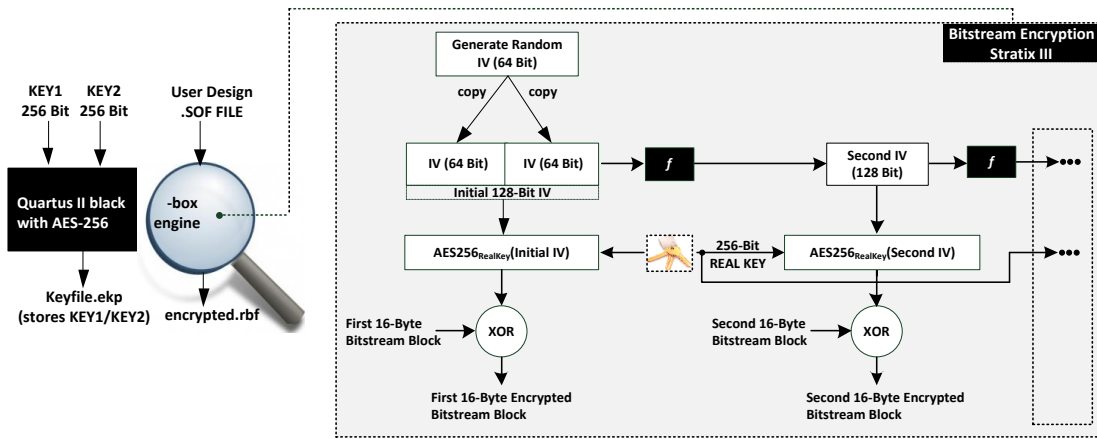 Bitstream Encryption
Stratix III
Generate Random
IV (64 Bit)
copy
copy
KEY1
256 Bit
KEY2
256 Bit
User Design
.SOF FILE
IV (64 Bit)
IV (64 Bit)
Initial 128-Bit IV
f
Second IV
(128 Bit)
f
Quartus II black
with AES-256
-box
engine
AES256RealKey(Initial IV)
256-Bit
REAL KEY
AES256RealKey(Second IV)
Keyfile.ekp
(stores KEY1/KEY2)
encrypted.rbf
First 16-Byte
Bitstream Block
XOR
Second 16-Byte
Bitstream Block
XOR
First 16-Byte Encrypted
Bitstream Block
Second 16-Byte Encrypted
Bitstream Block